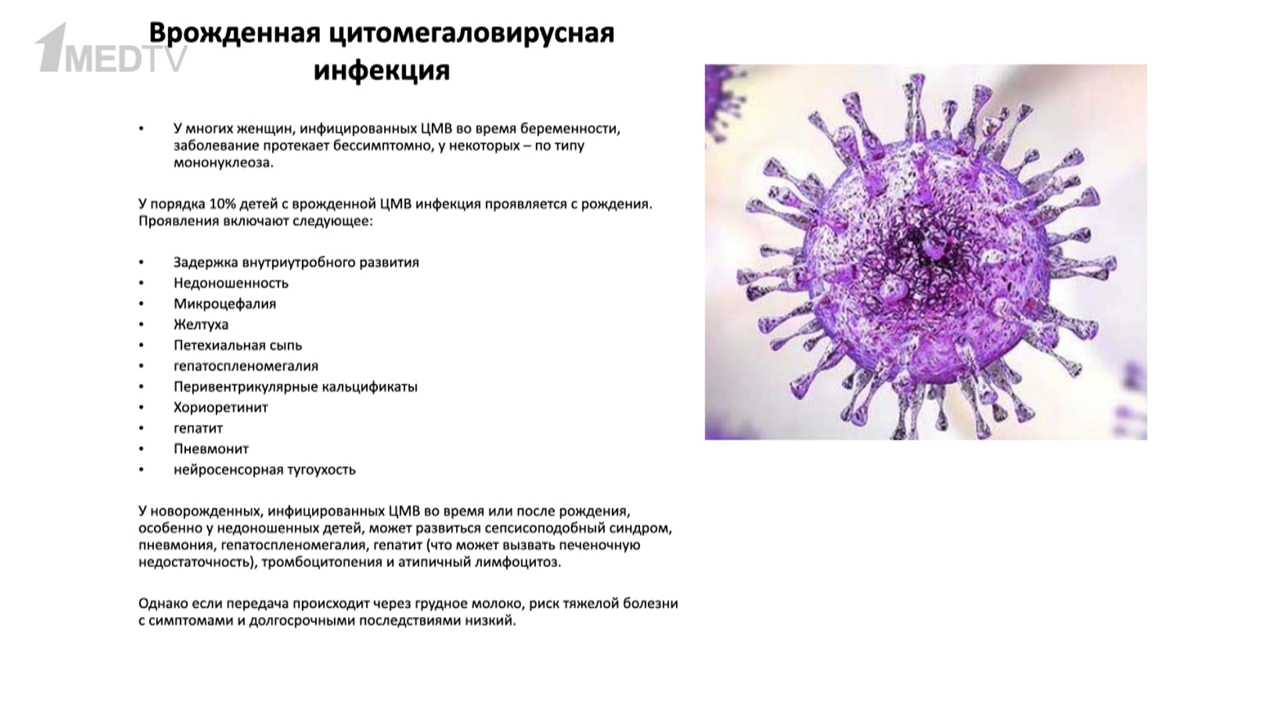 1MEDTV
Врожденная цитомегаловирусная
инфекция
• У многих женщин, инфицированных ЦМВ во время беременности,
заболевание протекает бессимптомно, у некоторых – по типу
мононуклеоза.
У порядка 10% детей с врожденной ЦМВ инфекция проявляется с рождения.
Проявления включают следующее:
• Задержка внутриутробного развития
• Недоношенность
• Микроцефалия
• Желтуха
• Петехиальная сыпь
• гепатоспленомегалия
• Перивентрикулярные кальцификаты
• Хориоретинит
• гепатит
• Пневмонит
• нейросенсорная тугоухость
У новорожденных, инфицированных ЦМВ во время или после рождения,
особенно у недоношенных детей, может развиться сепсисоподобный синдром,
пневмония, гепатоспленомегалия, гепатит (что может вызвать печеночную
недостаточность), тромбоцитопения и атипичный лимфоцитоз.
Однако если передача происходит через грудное молоко, риск тяжелой болезни
с симптомами и долгосрочными последствиями низкий.